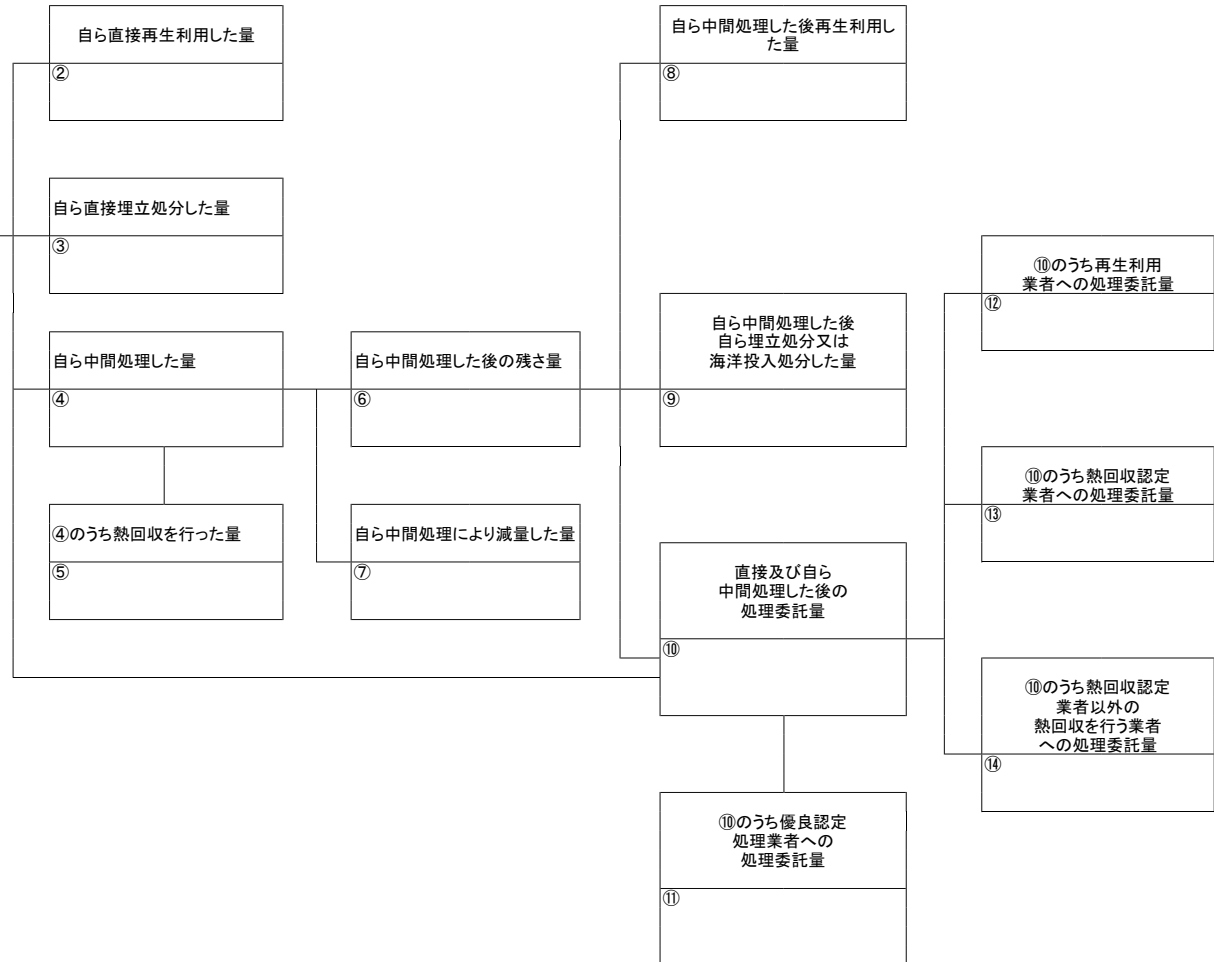 自ら直接再生利用した量
②
自ら中間処理した後再生利用し
た量
⑧
自ら直接埋立処分した量
③
⑩のうち再生利用
業者への処理委託量
⑫
自ら中間処理した量
④
自ら中間処理した後の残さ量
⑥
自ら中間処理した後
自ら埋立処分又は
海洋投入処分した量
⑨
⑩のうち熱回収認定
業者への処理委託量
⑬
④のうち熱回収を行った量
⑤
自ら中間処理により減量した量
⑦
直接及び自ら
中間処理した後の
処理委託量
⑩
⑩のうち熱回収認定
業者以外の
熱回収を行う業者
への処理委託量
⑭
⑩のうち優良認定
処理業者への
処理委託量
⑪